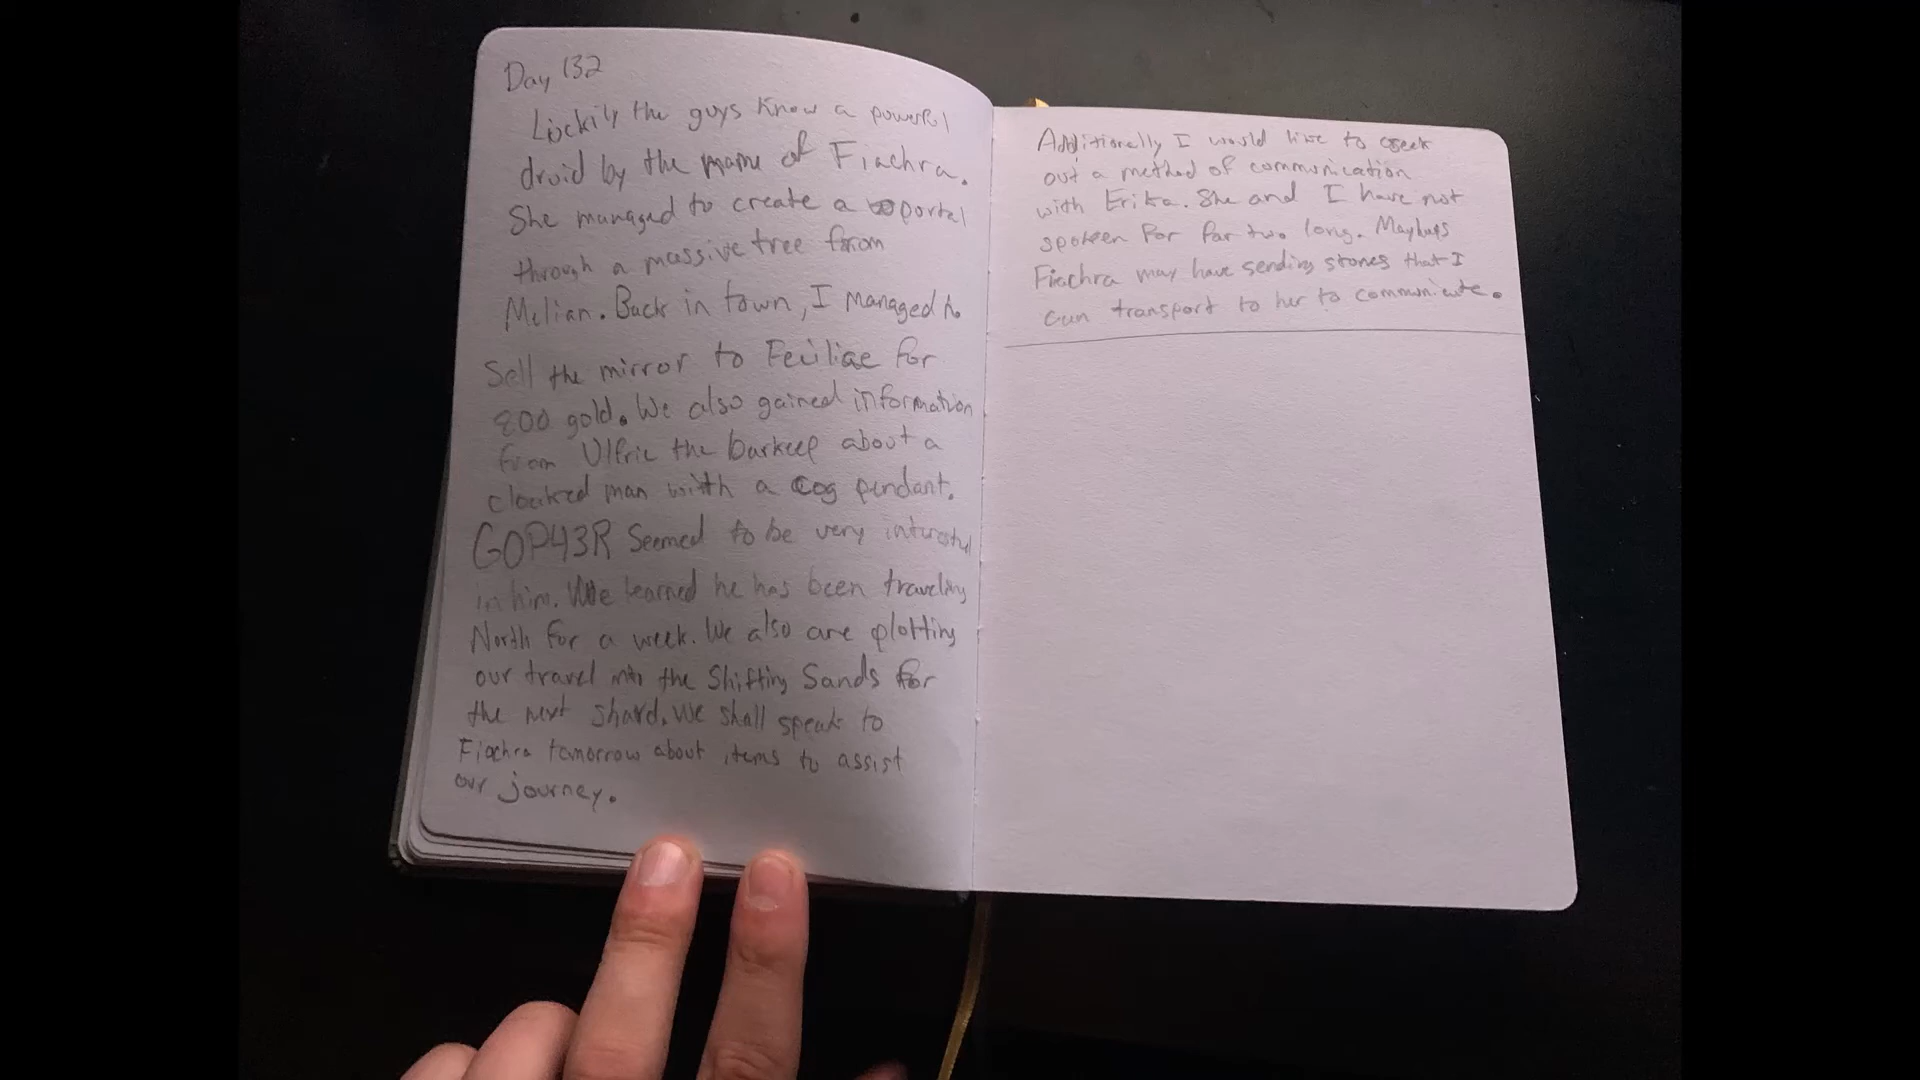 Day 132
Luckily the guys know a powerful
druid by the name of Fiachra.
She managed to create a portal
through a massive tree from
Melian. Back in town, I managed to
Sell the mirror to Feuliae for
800 gold. We also gained information
from Ulfric the barkeep about a
cloaked man with a Cog pendant.
GOP43R Seemed to be very interested
in him. We learned he has been traveling
North for a week. We also are plotting
our travel into the Shifting Sands for
the next shard. We shall speak to
Fiachra tomorrow about items to assist
our journey.
Additionally I would like to seek
out a method of communication
with Erika. She and I have not
spoken for far two long. Mayhaps
Fiachra may have sending stones that I
can transport to her to communicate.